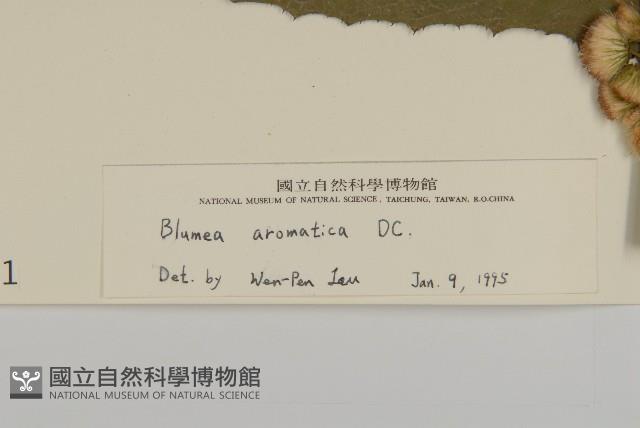 國立自然科學博物館
NATIONAL MUSEUM OF NATURAL SCIENCE, TAICHUNG, TAIWAN, R.O.CHINA
Blumea aromatica DC.
Det. by Wen-Pen Leu Jan. 9, 1995
1
國立自然科學博物館
NATIONAL MUSEUM OF NATURAL SCIENCE